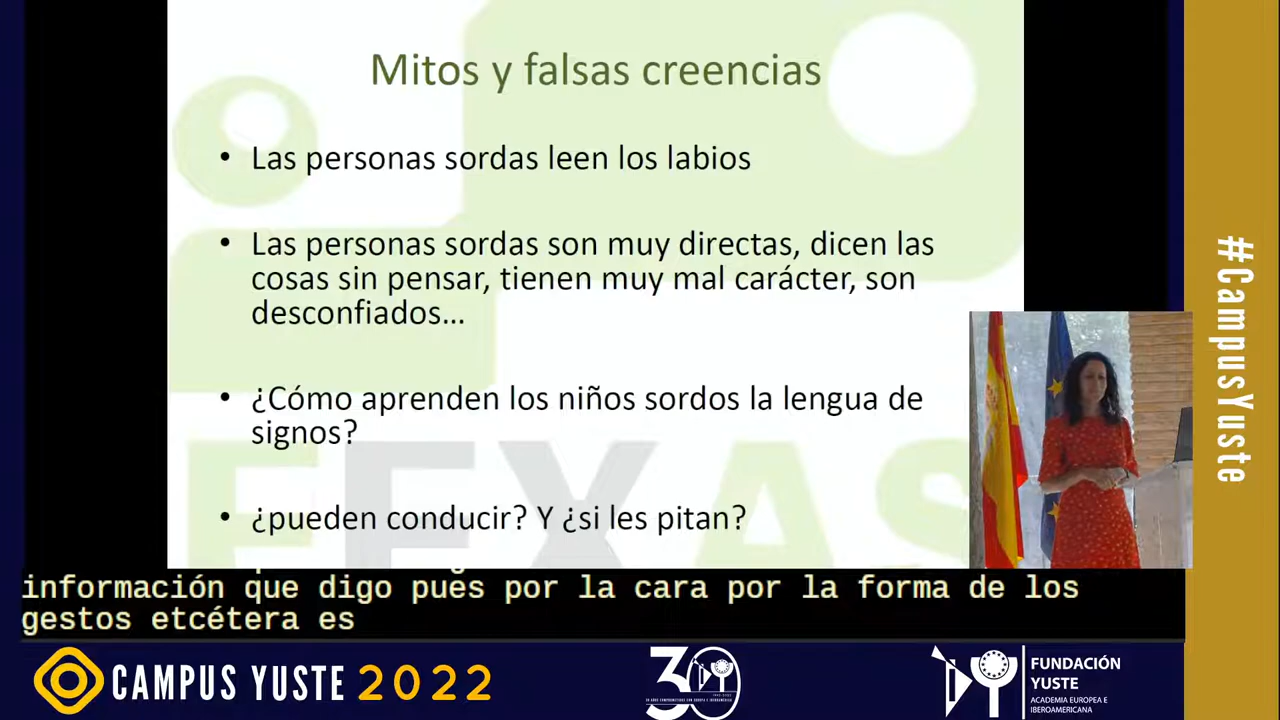 Mitos y falsas creencias
• Las personas sordas leen los labios
• Las personas sordas son muy directas, dicen las
cosas sin pensar, tienen muy mal carácter, son
desconfiados...
• ¿Cómo aprenden los niños sordos la lengua de
signos?
• ¿pueden conducir? Y ¿si les pitan?
FEXAS
información que digo pues por la cara por la forma de los
gestos etcétera es
#CampusYuste
CAMPUS YUSTE 2022
30
FUNDACIÓN
YUSTE
ACADEMIA EUROPEA E
IBEROAMERICANA